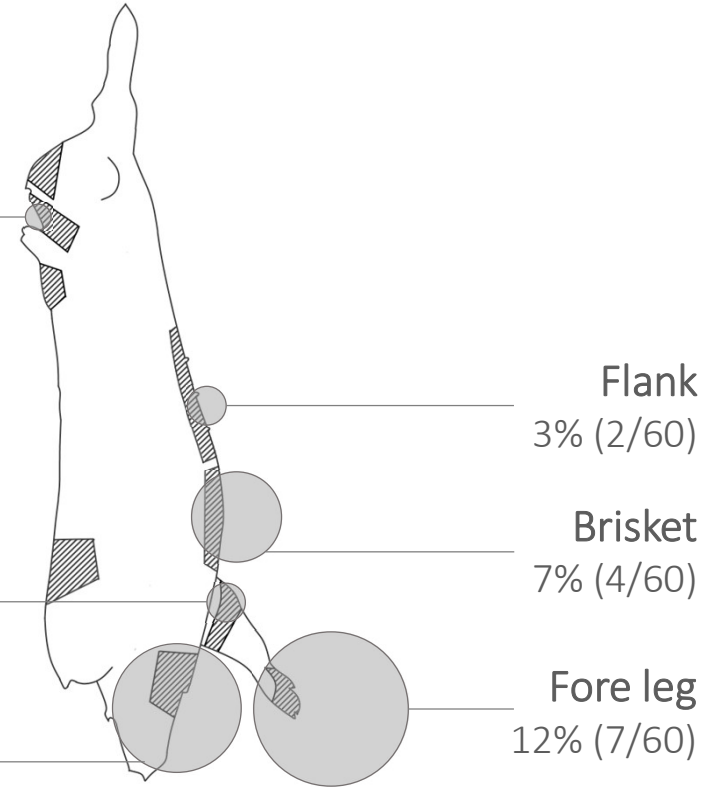 Flank
3% (2/60)
Brisket
7% (4/60)
Fore leg
12% (7/60)